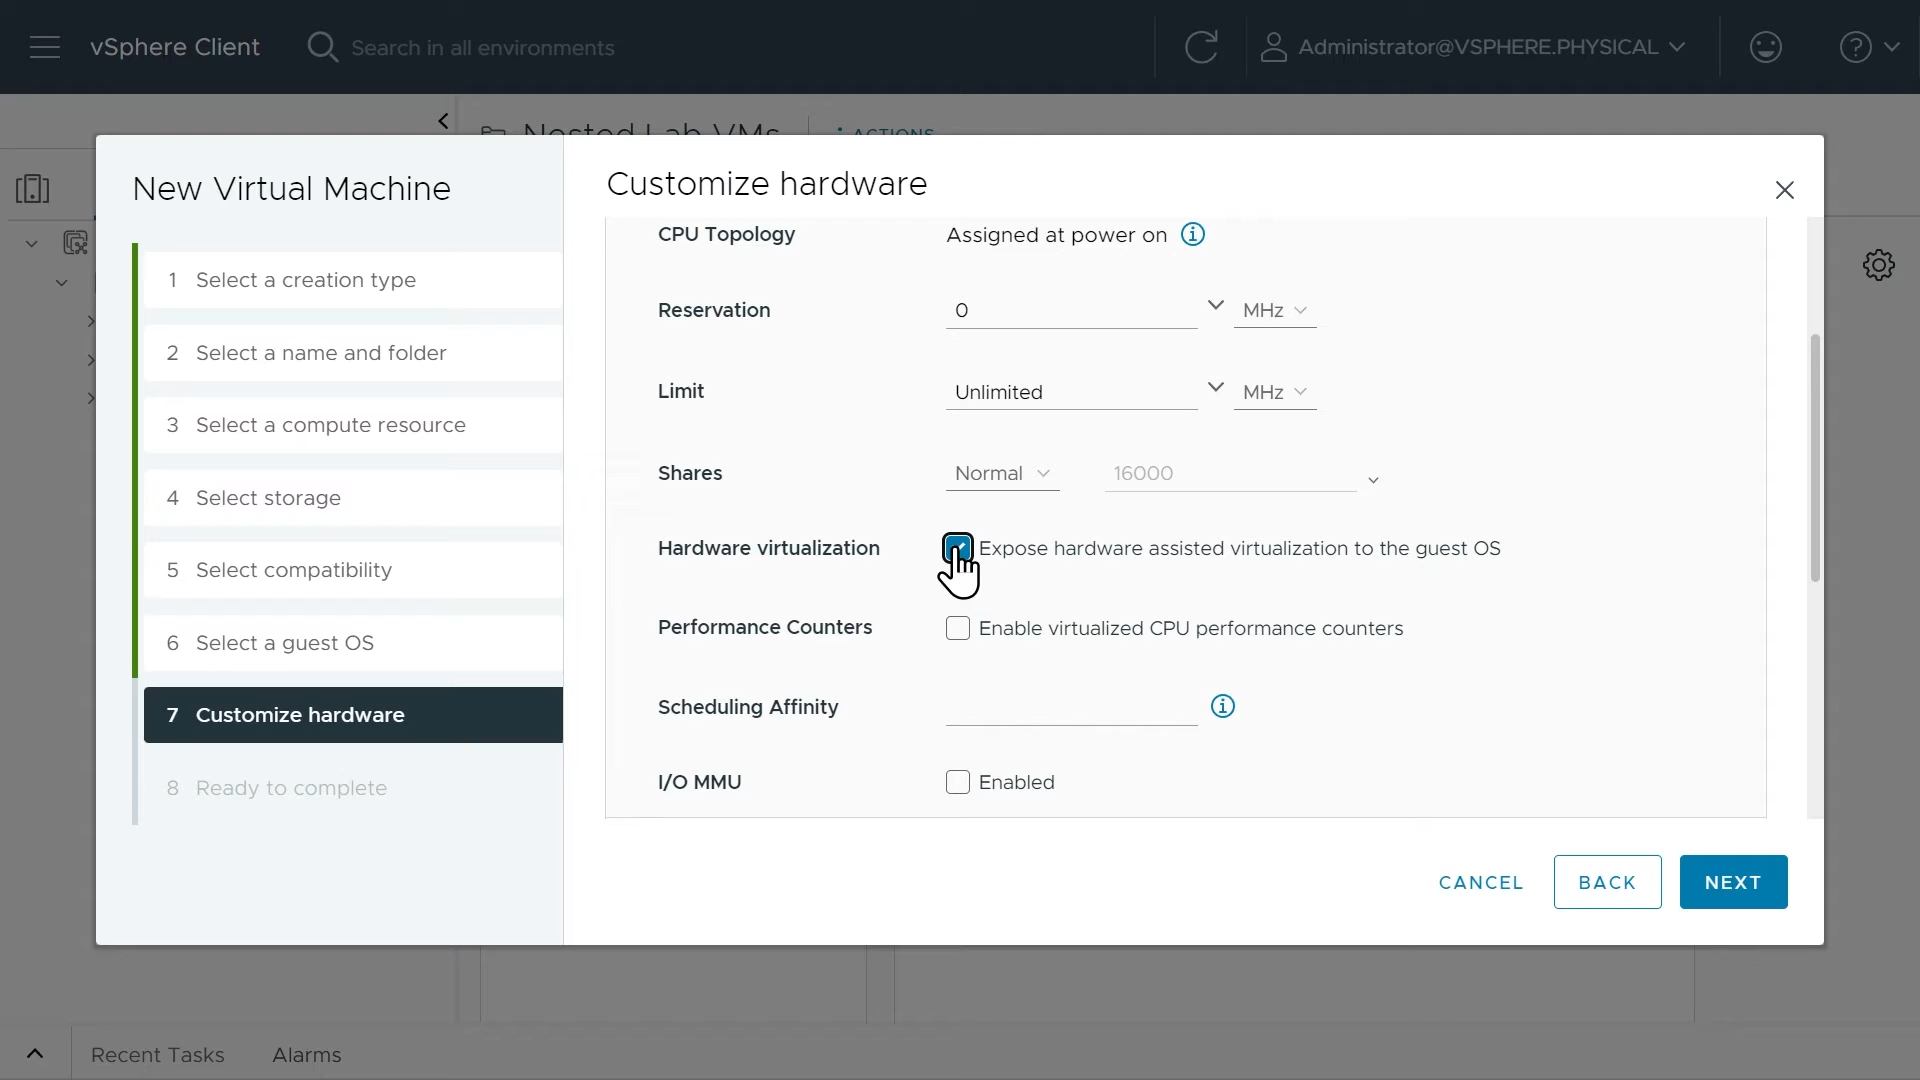 vSphere Client
Search in all environments
Administrator@VSPHERE.PHYSICAL
Nested Lab VMs
ACTIONS
New Virtual Machine
1 Select a creation type
2 Select a name and folder
3 Select a compute resource
4 Select storage
5 Select compatibility
6 Select a guest OS
7 Customize hardware
8 Ready to complete
Customize hardware
CPU Topology Assigned at power on
Reservation 0 MHz
Limit Unlimited MHz
Shares Normal 16000
Hardware virtualization Expose hardware assisted virtualization to the guest OS
Performance Counters Enable virtualized CPU performance counters
Scheduling Affinity
I/O MMU Enabled
CANCEL BACK NEXT
Recent Tasks Alarms